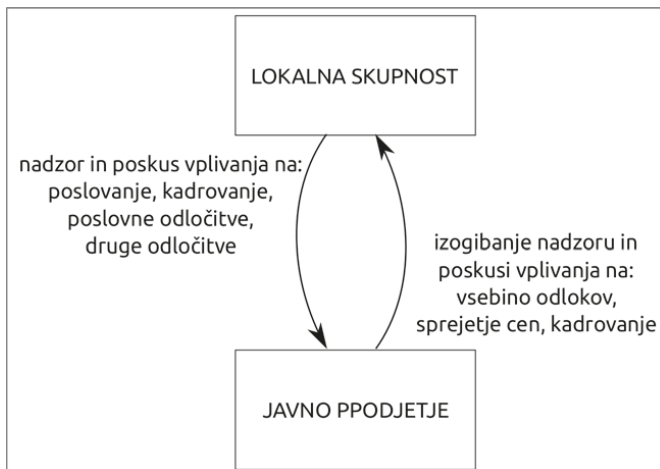 LOKALNA SKUPNOST
nadzor in poskus vplivanja na:
poslovanje, kadrovanje,
poslovne odločitve,
druge odločitve
izogibanje nadzoru in
poskusi vplivanja na:
vsebino odlokov,
sprejetje cen, kadrovanje
JAVNO PPODJETJE